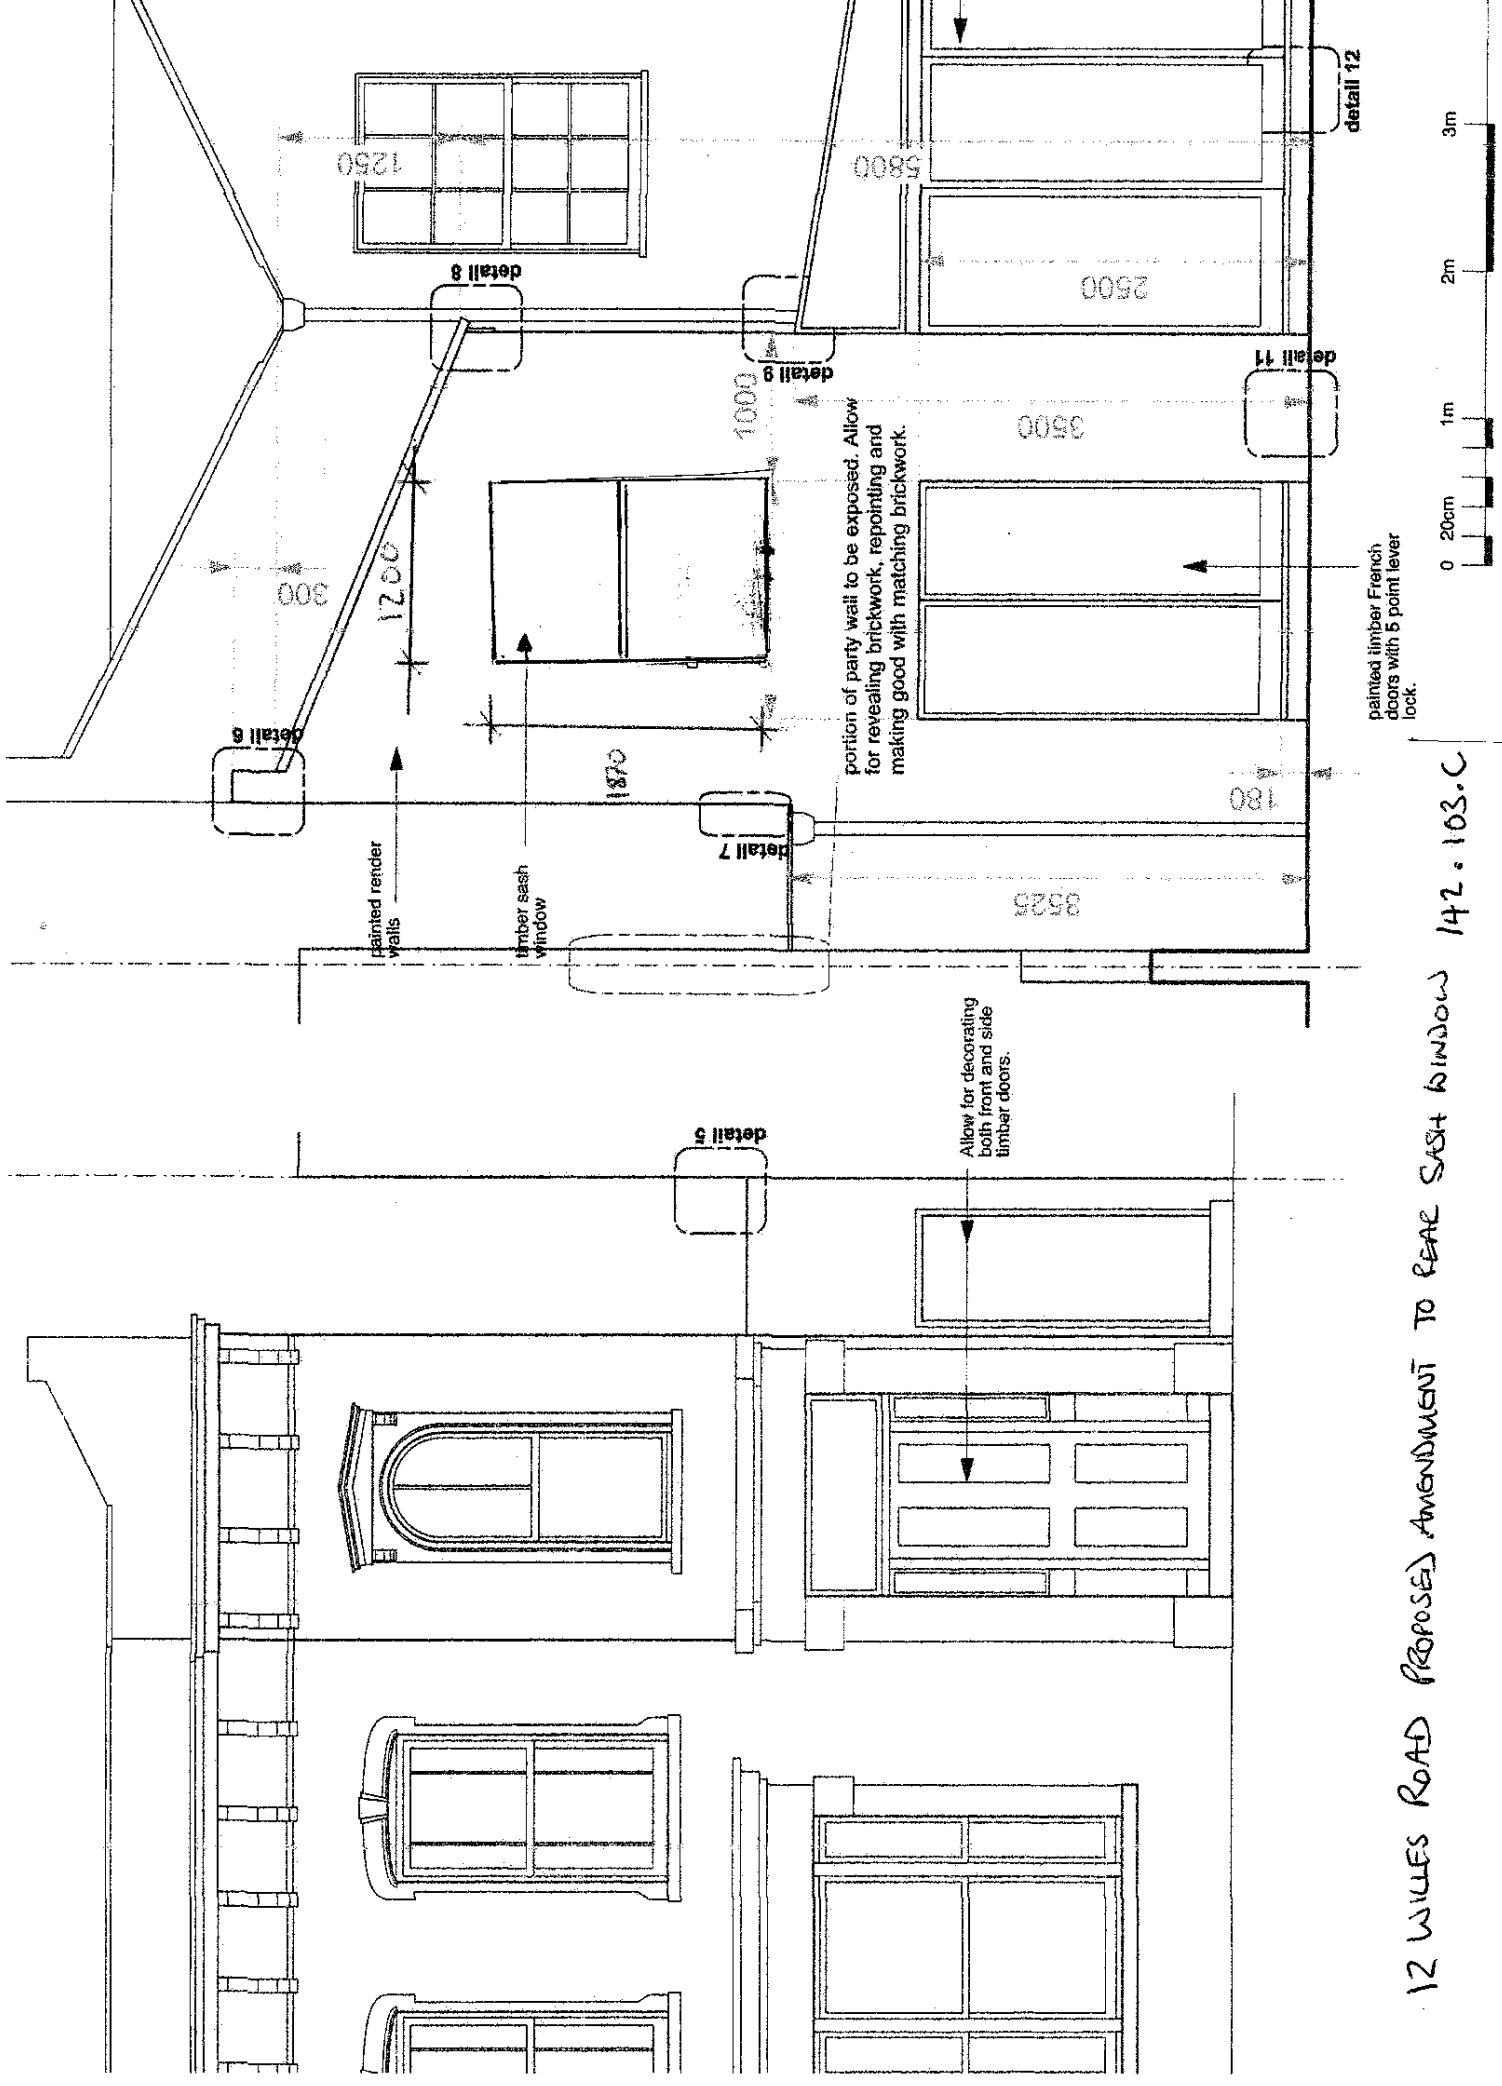 1250
5800
detail 8
detail 12
2500
detail 9
1000
3500
detail 11
300
1200
detail 6
1870
detail 7
180
3525
painted render
walls
timber sash
window
portion of party wall to be exposed. Allow
for revealing brickwork, repointing and
making good with matching brickwork.
painted timber French
doors with 5 point lever
lock.
0 20cm 1m 2m 3m
detail 5
Allow for decorating
both front and side
timber doors.
12 WILLES ROAD PROPOSED AMENDMENT TO REAR SASH WINDOW 142.103.C